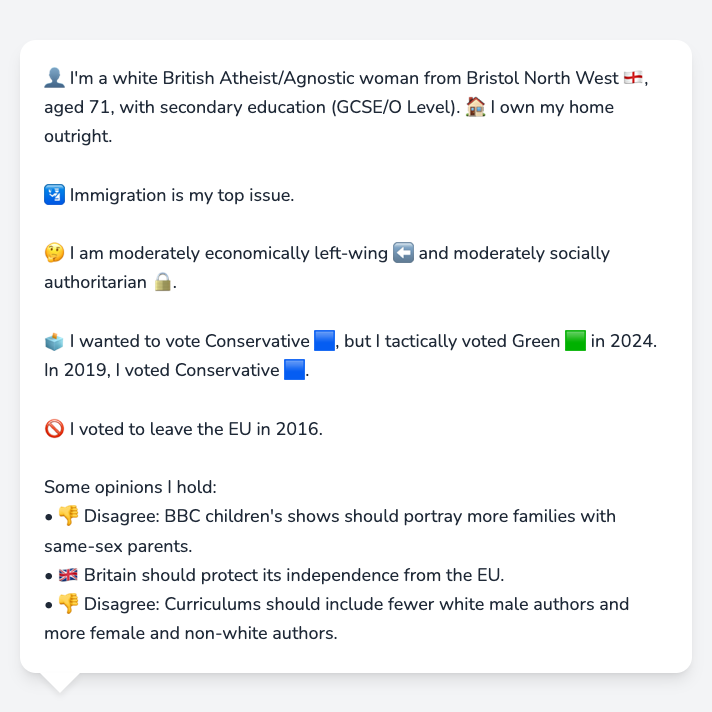 👤 I'm a white British Atheist/Agnostic woman from Bristol North West 🏴󠁧󠁢󠁥󠁮󠁧󠁿,
aged 71, with secondary education (GCSE/O Level). 🏠 I own my home
outright.
🛂 Immigration is my top issue.
🤔 I am moderately economically left-wing ⬅️ and moderately socially
authoritarian 🔒.
🗳️ I wanted to vote Conservative 🟦, but I tactically voted Green 🟩 in 2024.
In 2019, I voted Conservative 🟦.
🚫 I voted to leave the EU in 2016.
Some opinions I hold:
• 👎 Disagree: BBC children's shows should portray more families with
same-sex parents.
• 🇬🇧 Britain should protect its independence from the EU.
• 👎 Disagree: Curriculums should include fewer white male authors and
more female and non-white authors.